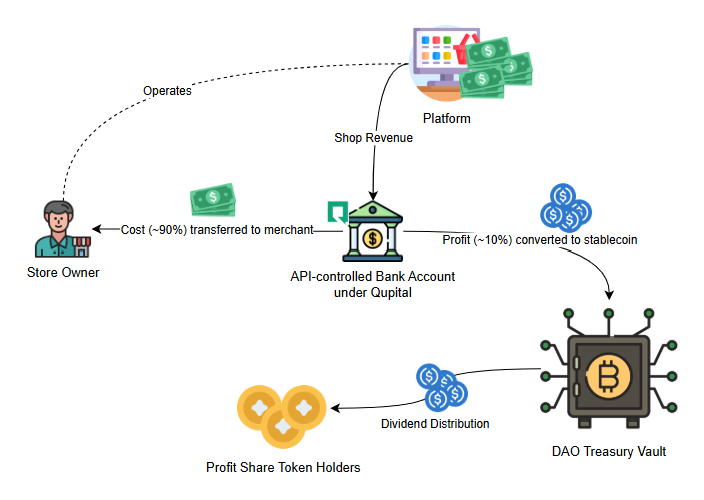 Platform
Operates
Shop Revenue
Cost (~90%) transferred to merchant
Profit (~10%) converted to stablecoin
Store Owner
API-controlled Bank Account
under Qupital
Dividend Distribution
DAO Treasury Vault
Profit Share Token Holders